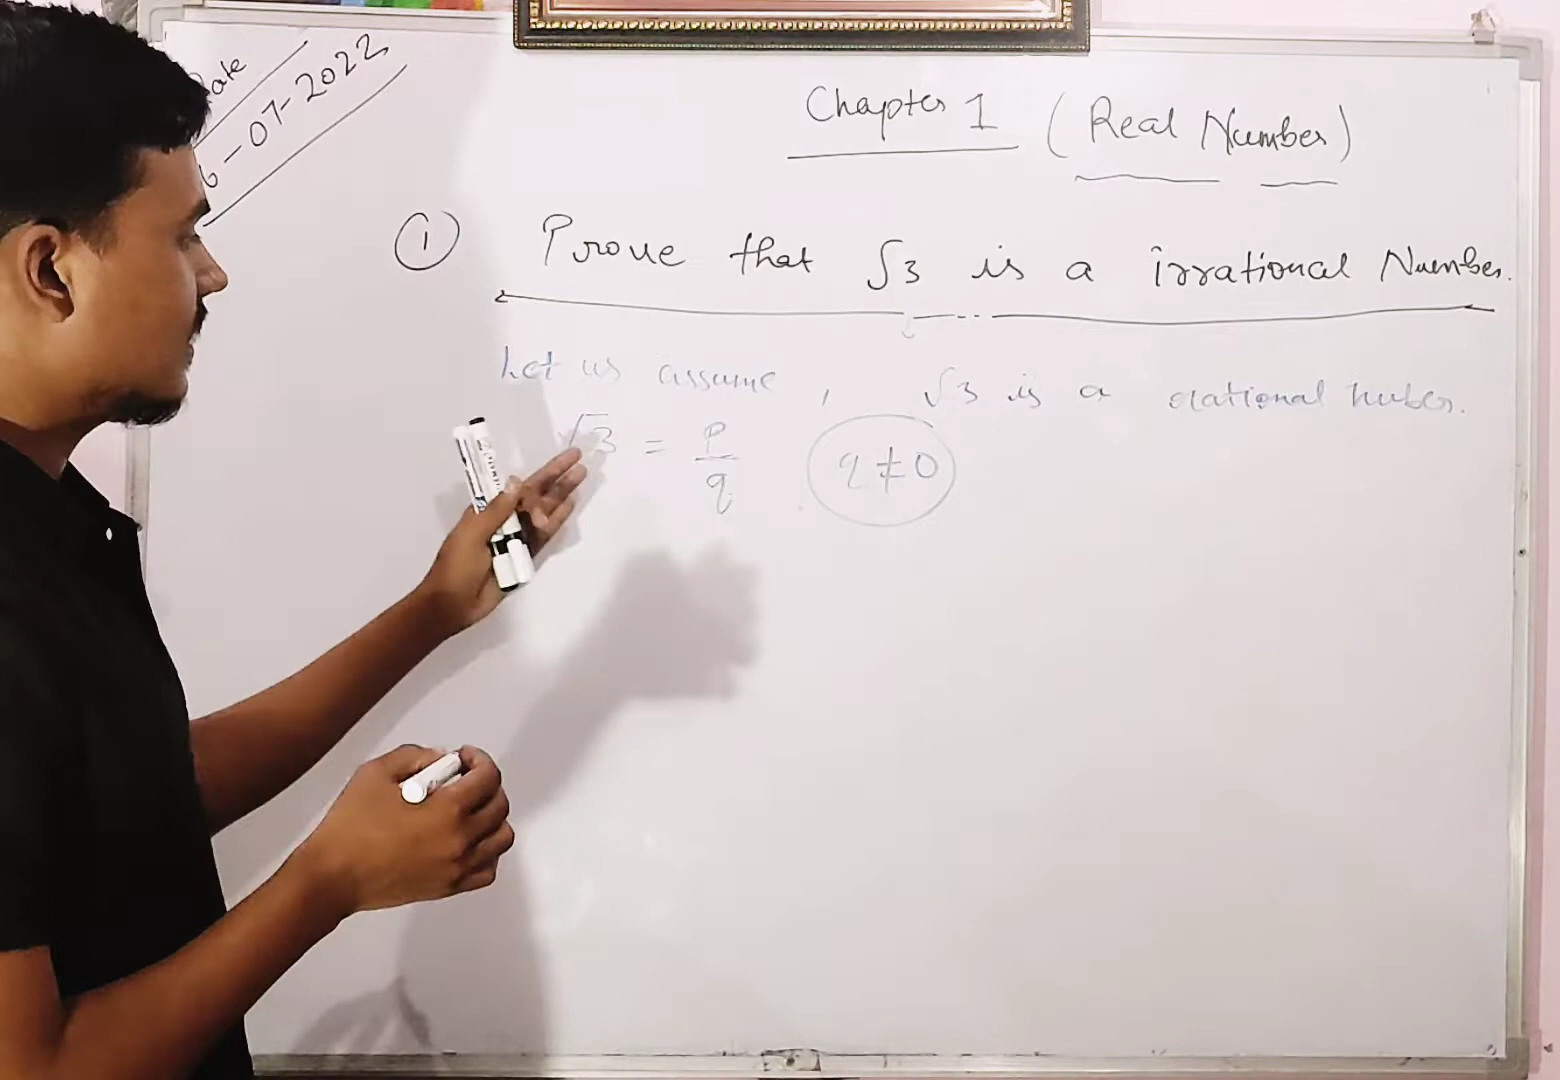 Date
6-07-2022
Chapter 1 (Real Number)
① Prove that √3 is a irrational Number.
Let us assume, √3 is a rational nuber.
√3 = p/q q ≠ 0